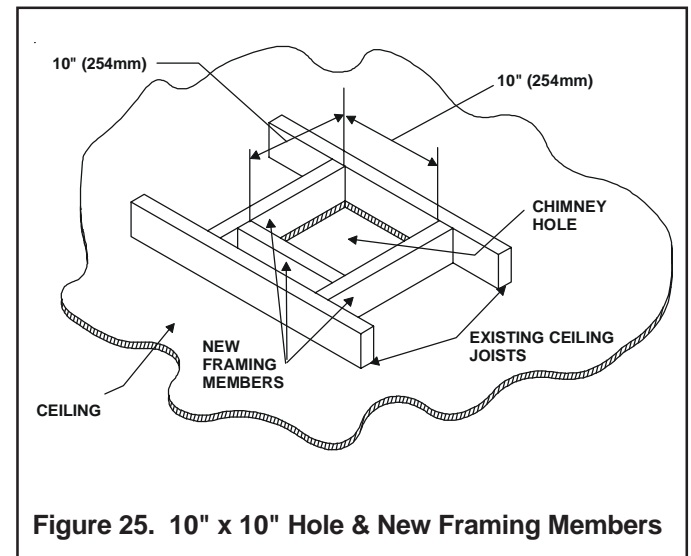 10" (254mm)
10" (254mm)
CHIMNEY
HOLE
NEW
FRAMING
MEMBERS
EXISTING CEILING
JOISTS
CEILING
Figure 25. 10" x 10" Hole & New Framing Members